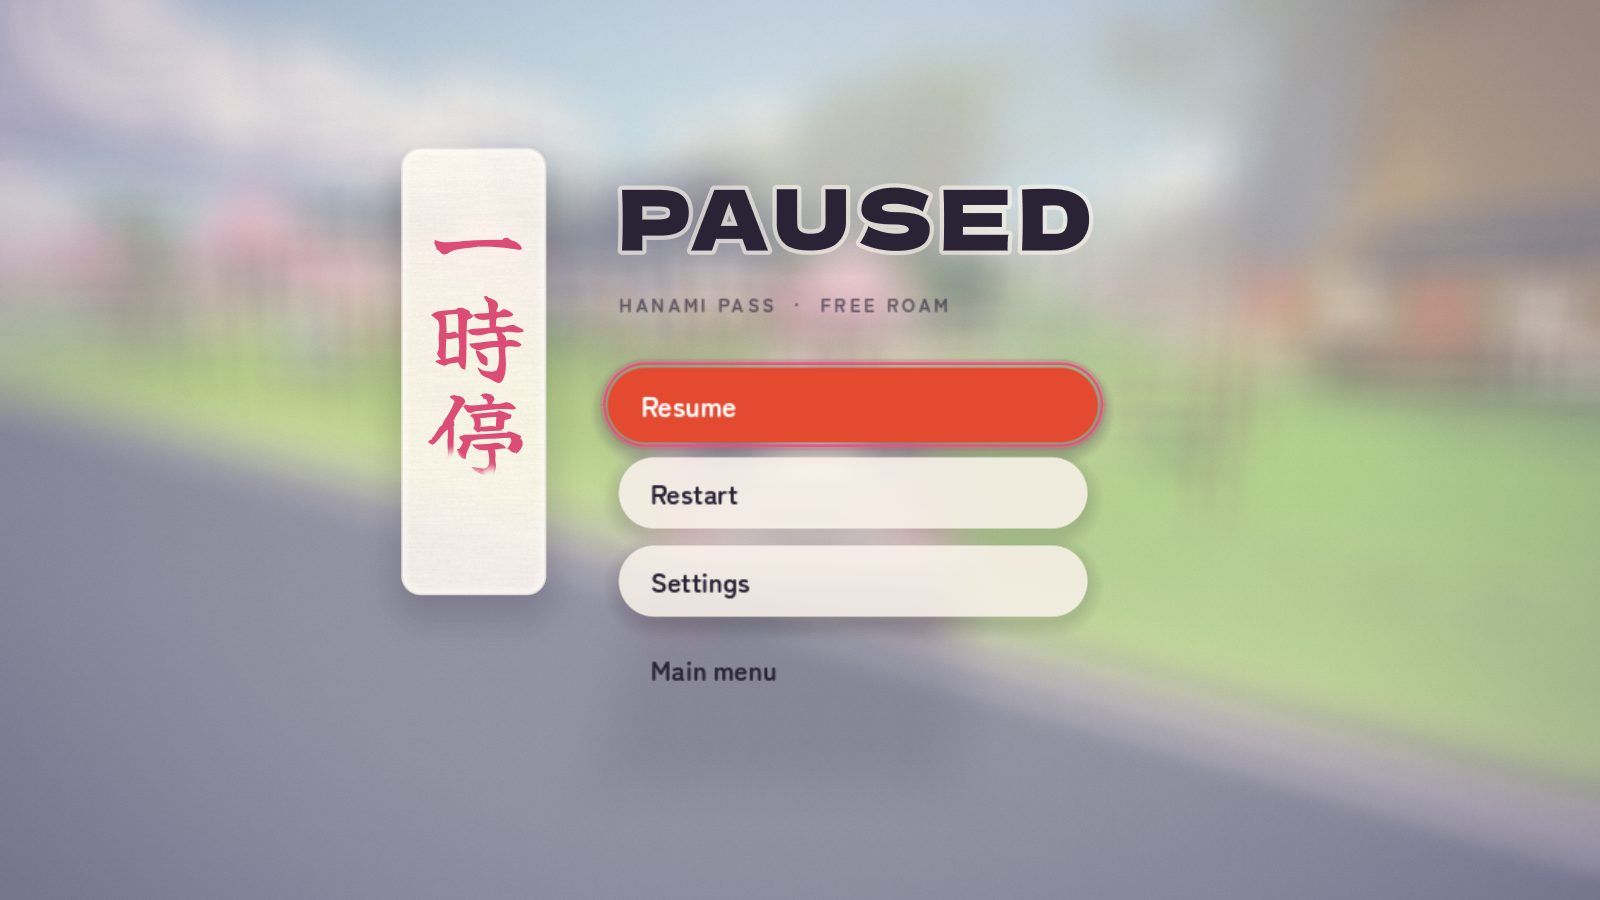 一時停
PAUSED
HANAMI PASS · FREE ROAM
Resume
Restart
Settings
Main menu